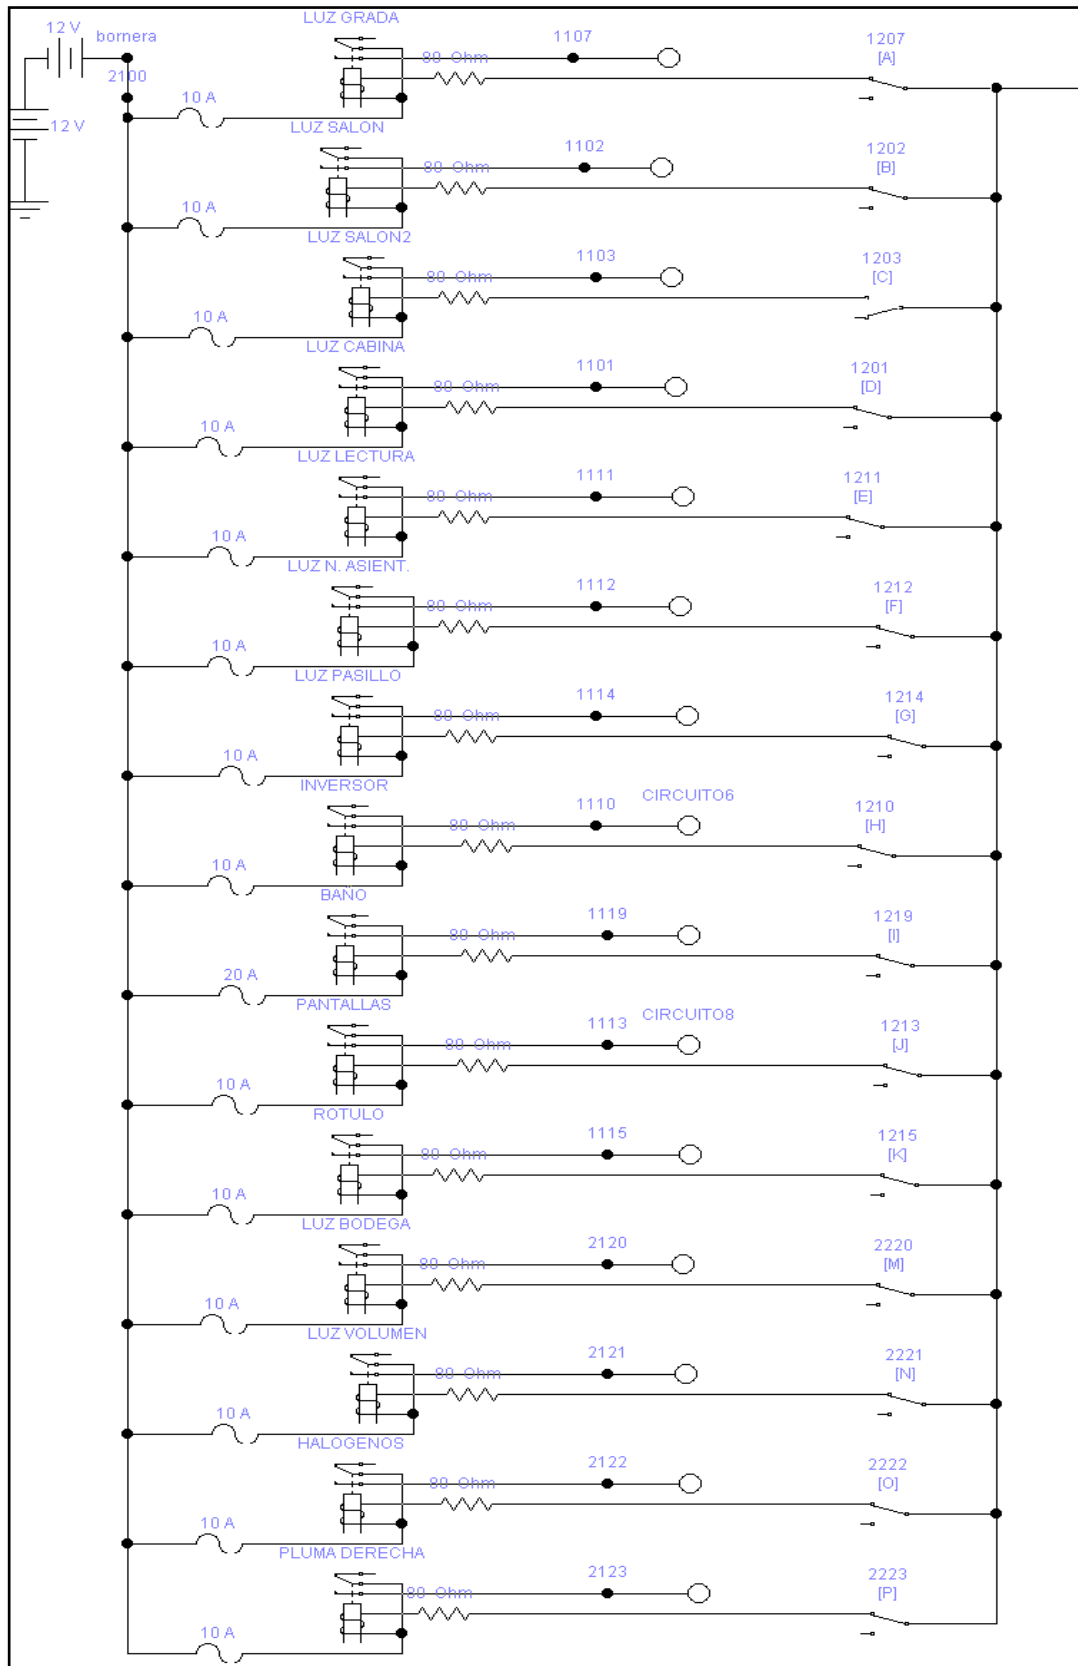 LUZ GRADA
12 V
bornera
1107
1207
80 Ohm
[A]
2100
10 A
12 V
LUZ SALON
1102
1202
80 Ohm
[B]
10 A
LUZ SALON2
1103
1203
80 Ohm
[C]
10 A
LUZ CABINA
1101
1201
80 Ohm
[D]
10 A
LUZ LECTURA
1111
1211
80 Ohm
[E]
10 A
LUZ N. ASIENT.
1112
1212
80 Ohm
[F]
10 A
LUZ PASILLO
1114
1214
80 Ohm
[G]
10 A
INVERSOR
1110
CIRCUITO6
1210
80 Ohm
[H]
10 A
BANO
1119
1219
80 Ohm
[I]
20 A
PANTALLAS
1113
CIRCUITO8
1213
80 Ohm
[J]
10 A
ROTULO
1115
1215
80 Ohm
[K]
10 A
LUZ BODEGA
2120
2220
80 Ohm
[M]
10 A
LUZ VOLUMEN
2121
2221
80 Ohm
[N]
10 A
HALOGENOS
2122
2222
80 Ohm
[O]
10 A
PLUMA DERECHA
2123
2223
80 Ohm
[P]
10 A